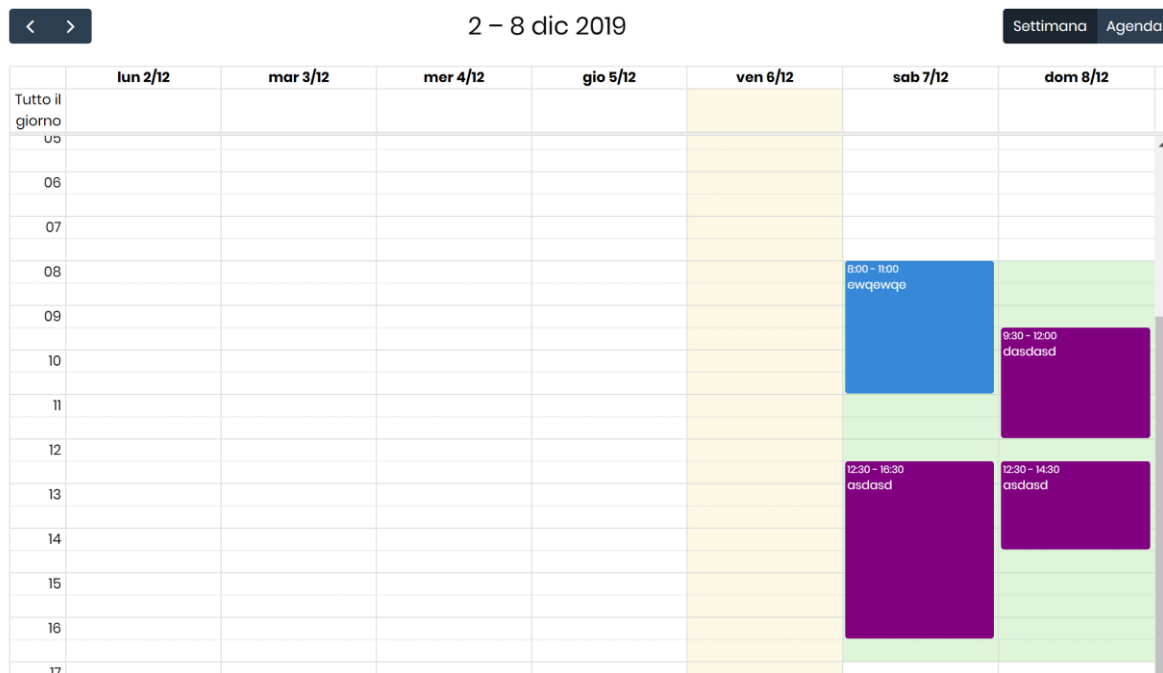 2 – 8 dic 2019
Settimana Agenda
lun 2/12 mar 3/12 mer 4/12 gio 5/12 ven 6/12 sab 7/12 dom 8/12
Tutto il
giorno
05
06
07
08
8:00 - 11:00
ewqewqe
09
9:30 - 12:00
dasdasd
10
11
12
12:30 - 16:30 12:30 - 14:30
asdasd asdasd
13
14
15
16
17